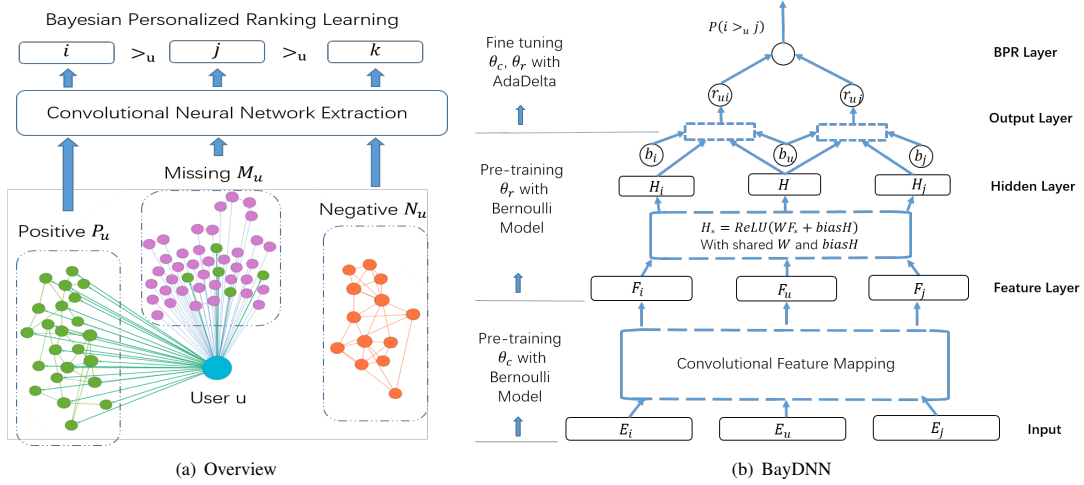 Bayesian Personalized Ranking Learning
i >u j >u k
Convolutional Neural Network Extraction
Missing Mu
Positive Pu
Negative Nu
User u
(a) Overview
P(i >u j)
Fine tuning
θc, θr with
AdaDelta
BPR Layer
rui ruj
Output Layer
bi bu bj
Pre-training
θr with
Bernoulli
Model
Hi H Hj
Hidden Layer
H* = ReLU(WF* + biasH)
With shared W and biasH
Fi Fu Fj
Feature Layer
Pre-training
θc with
Bernoulli
Model
Convolutional Feature Mapping
Ei Eu Ej
Input
(b) BayDNN